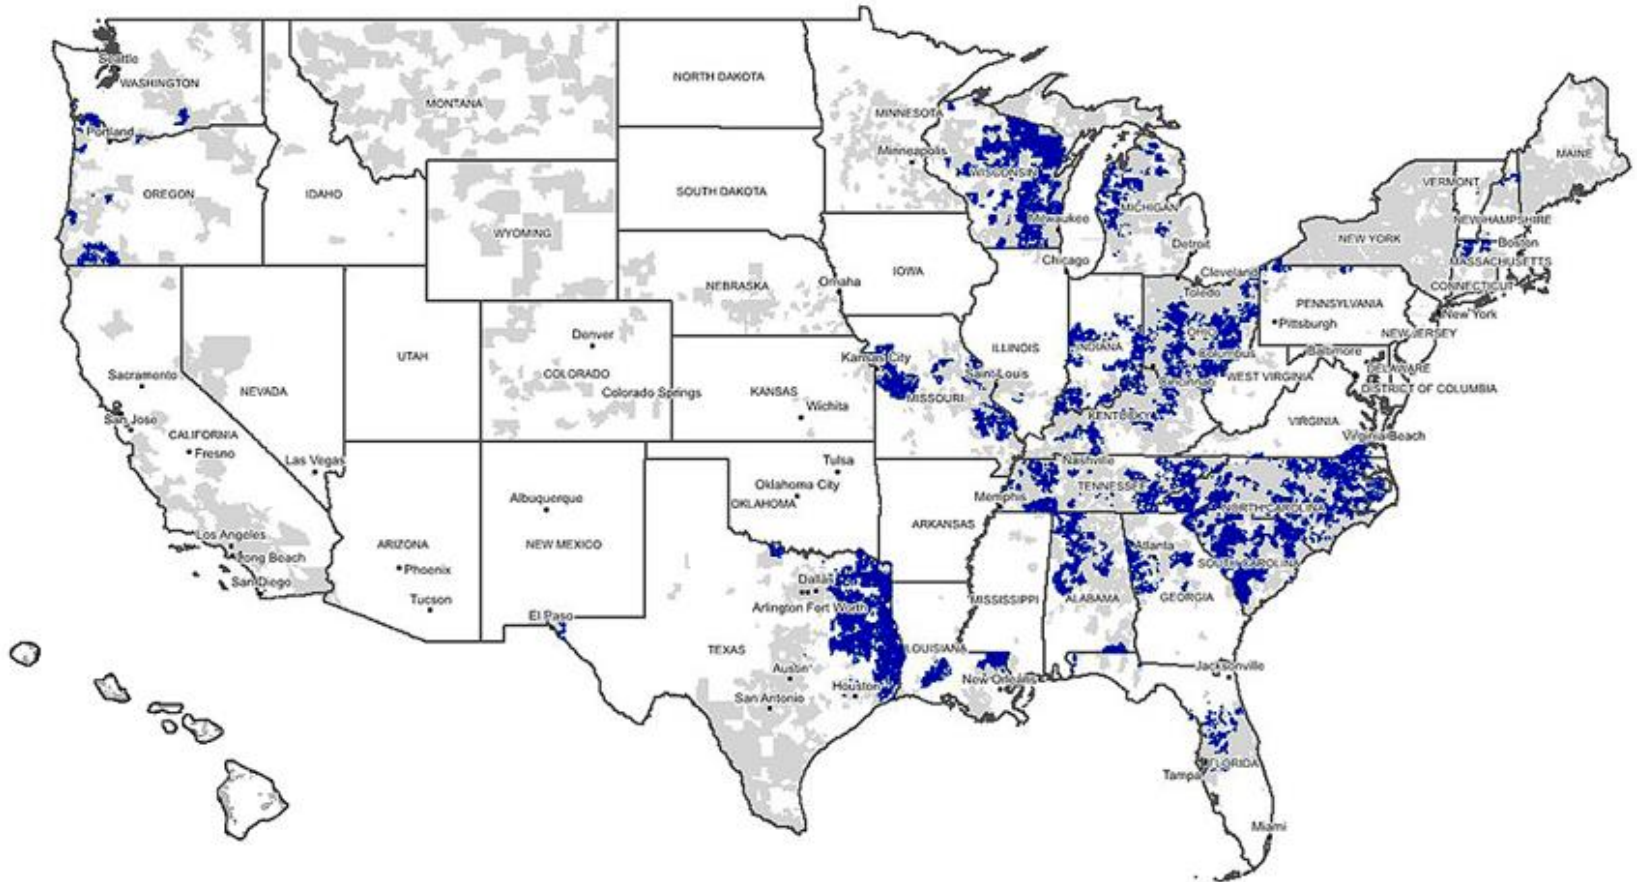 Seattle
WASHINGTON
Portland
OREGON
IDAHO
MONTANA
WYOMING
NORTH DAKOTA
SOUTH DAKOTA
NEBRASKA
Omaha
MINNESOTA
Minneapolis
WISCONSIN
Milwaukee
MICHIGAN
Detroit
Chicago
IOWA
Sacramento
San Jose
CALIFORNIA
Fresno
NEVADA
Las Vegas
Los Angeles
Long Beach
San Diego
UTAH
Denver
COLORADO
Colorado Springs
KANSAS
Wichita
Kansas City
MISSOURI
Saint Louis
ILLINOIS
INDIANA
OHIO
Toledo
Cleveland
Columbus
Cincinnati
KENTUCKY
WEST VIRGINIA
VIRGINIA
Virginia Beach
PENNSYLVANIA
Pittsburgh
NEW YORK
New York
NEW JERSEY
Baltimore
DELAWARE
DISTRICT OF COLUMBIA
VERMONT
MAINE
NEW HAMPSHIRE
Boston
MASSACHUSETTS
CONNECTICUT
ARIZONA
Phoenix
Tucson
Albuquerque
NEW MEXICO
El Paso
Tulsa
Oklahoma City
OKLAHOMA
TEXAS
Dallas
Arlington Fort Worth
Austin
San Antonio
Houston
ARKANSAS
LOUISIANA
New Orleans
MISSISSIPPI
Memphis
Nashville
TENNESSEE
NORTH CAROLINA
SOUTH CAROLINA
Atlanta
GEORGIA
ALABAMA
Jacksonville
FLORIDA
Tampa
Miami